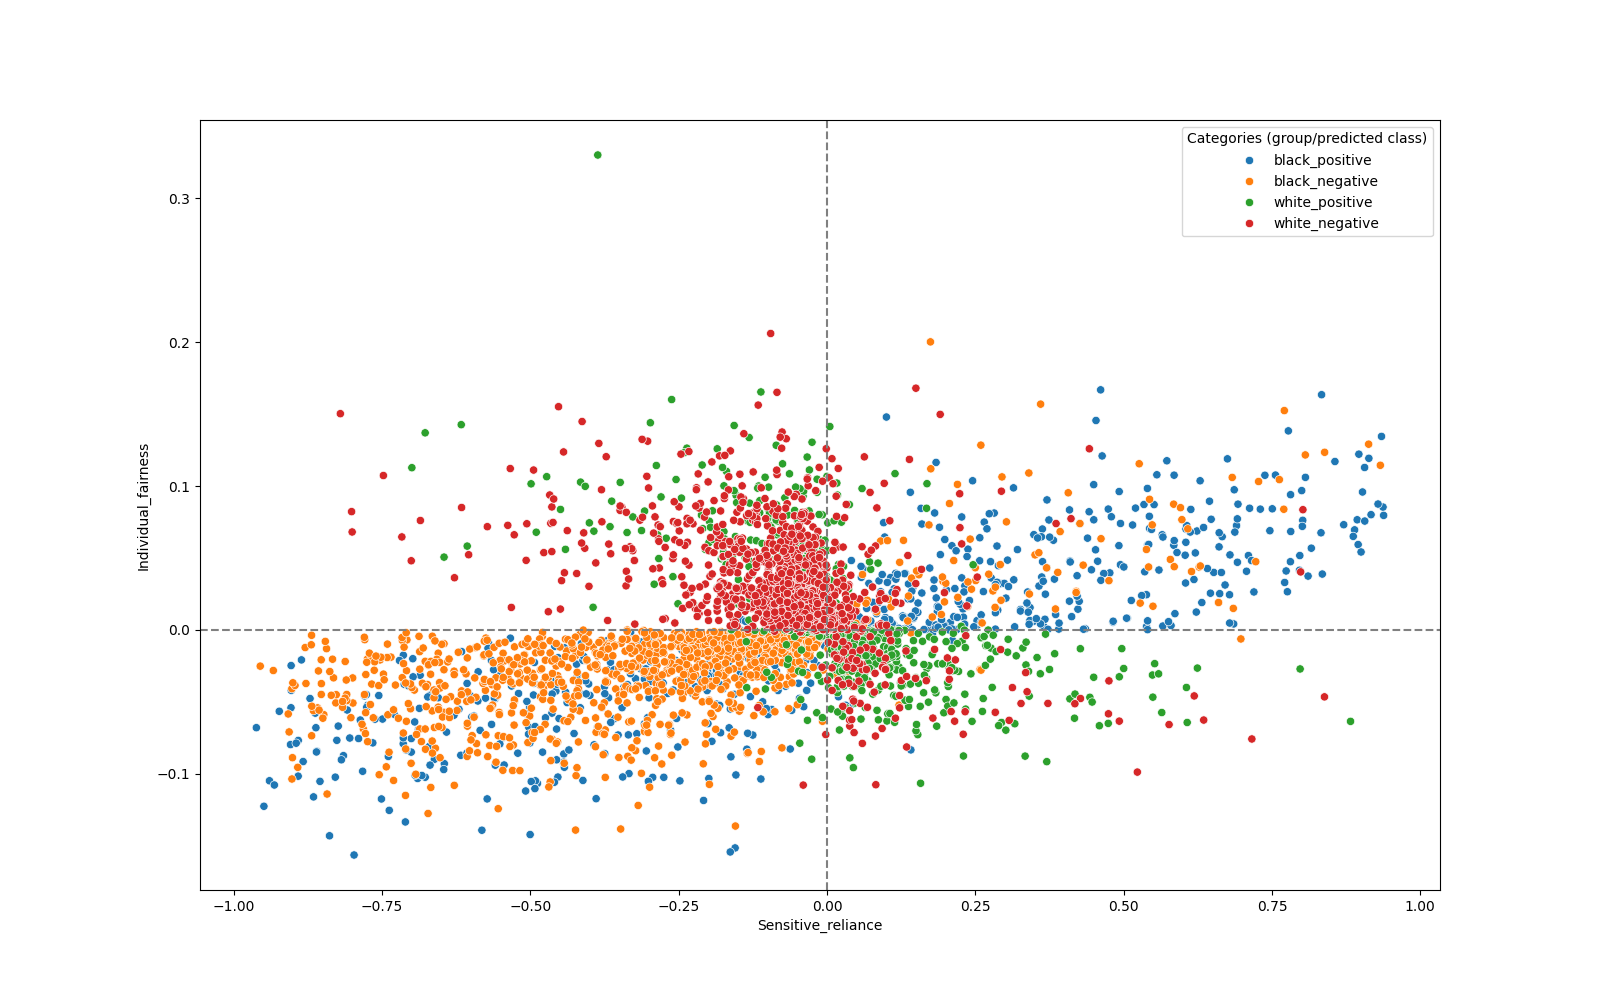 Categories (group/predicted class)
black_positive
black_negative
white_positive
white_negative
0.3
0.2
0.1
0.0
−0.1
Individual_fairness
−1.00
−0.75
−0.50
−0.25
0.00
0.25
0.50
0.75
1.00
Sensitive_reliance